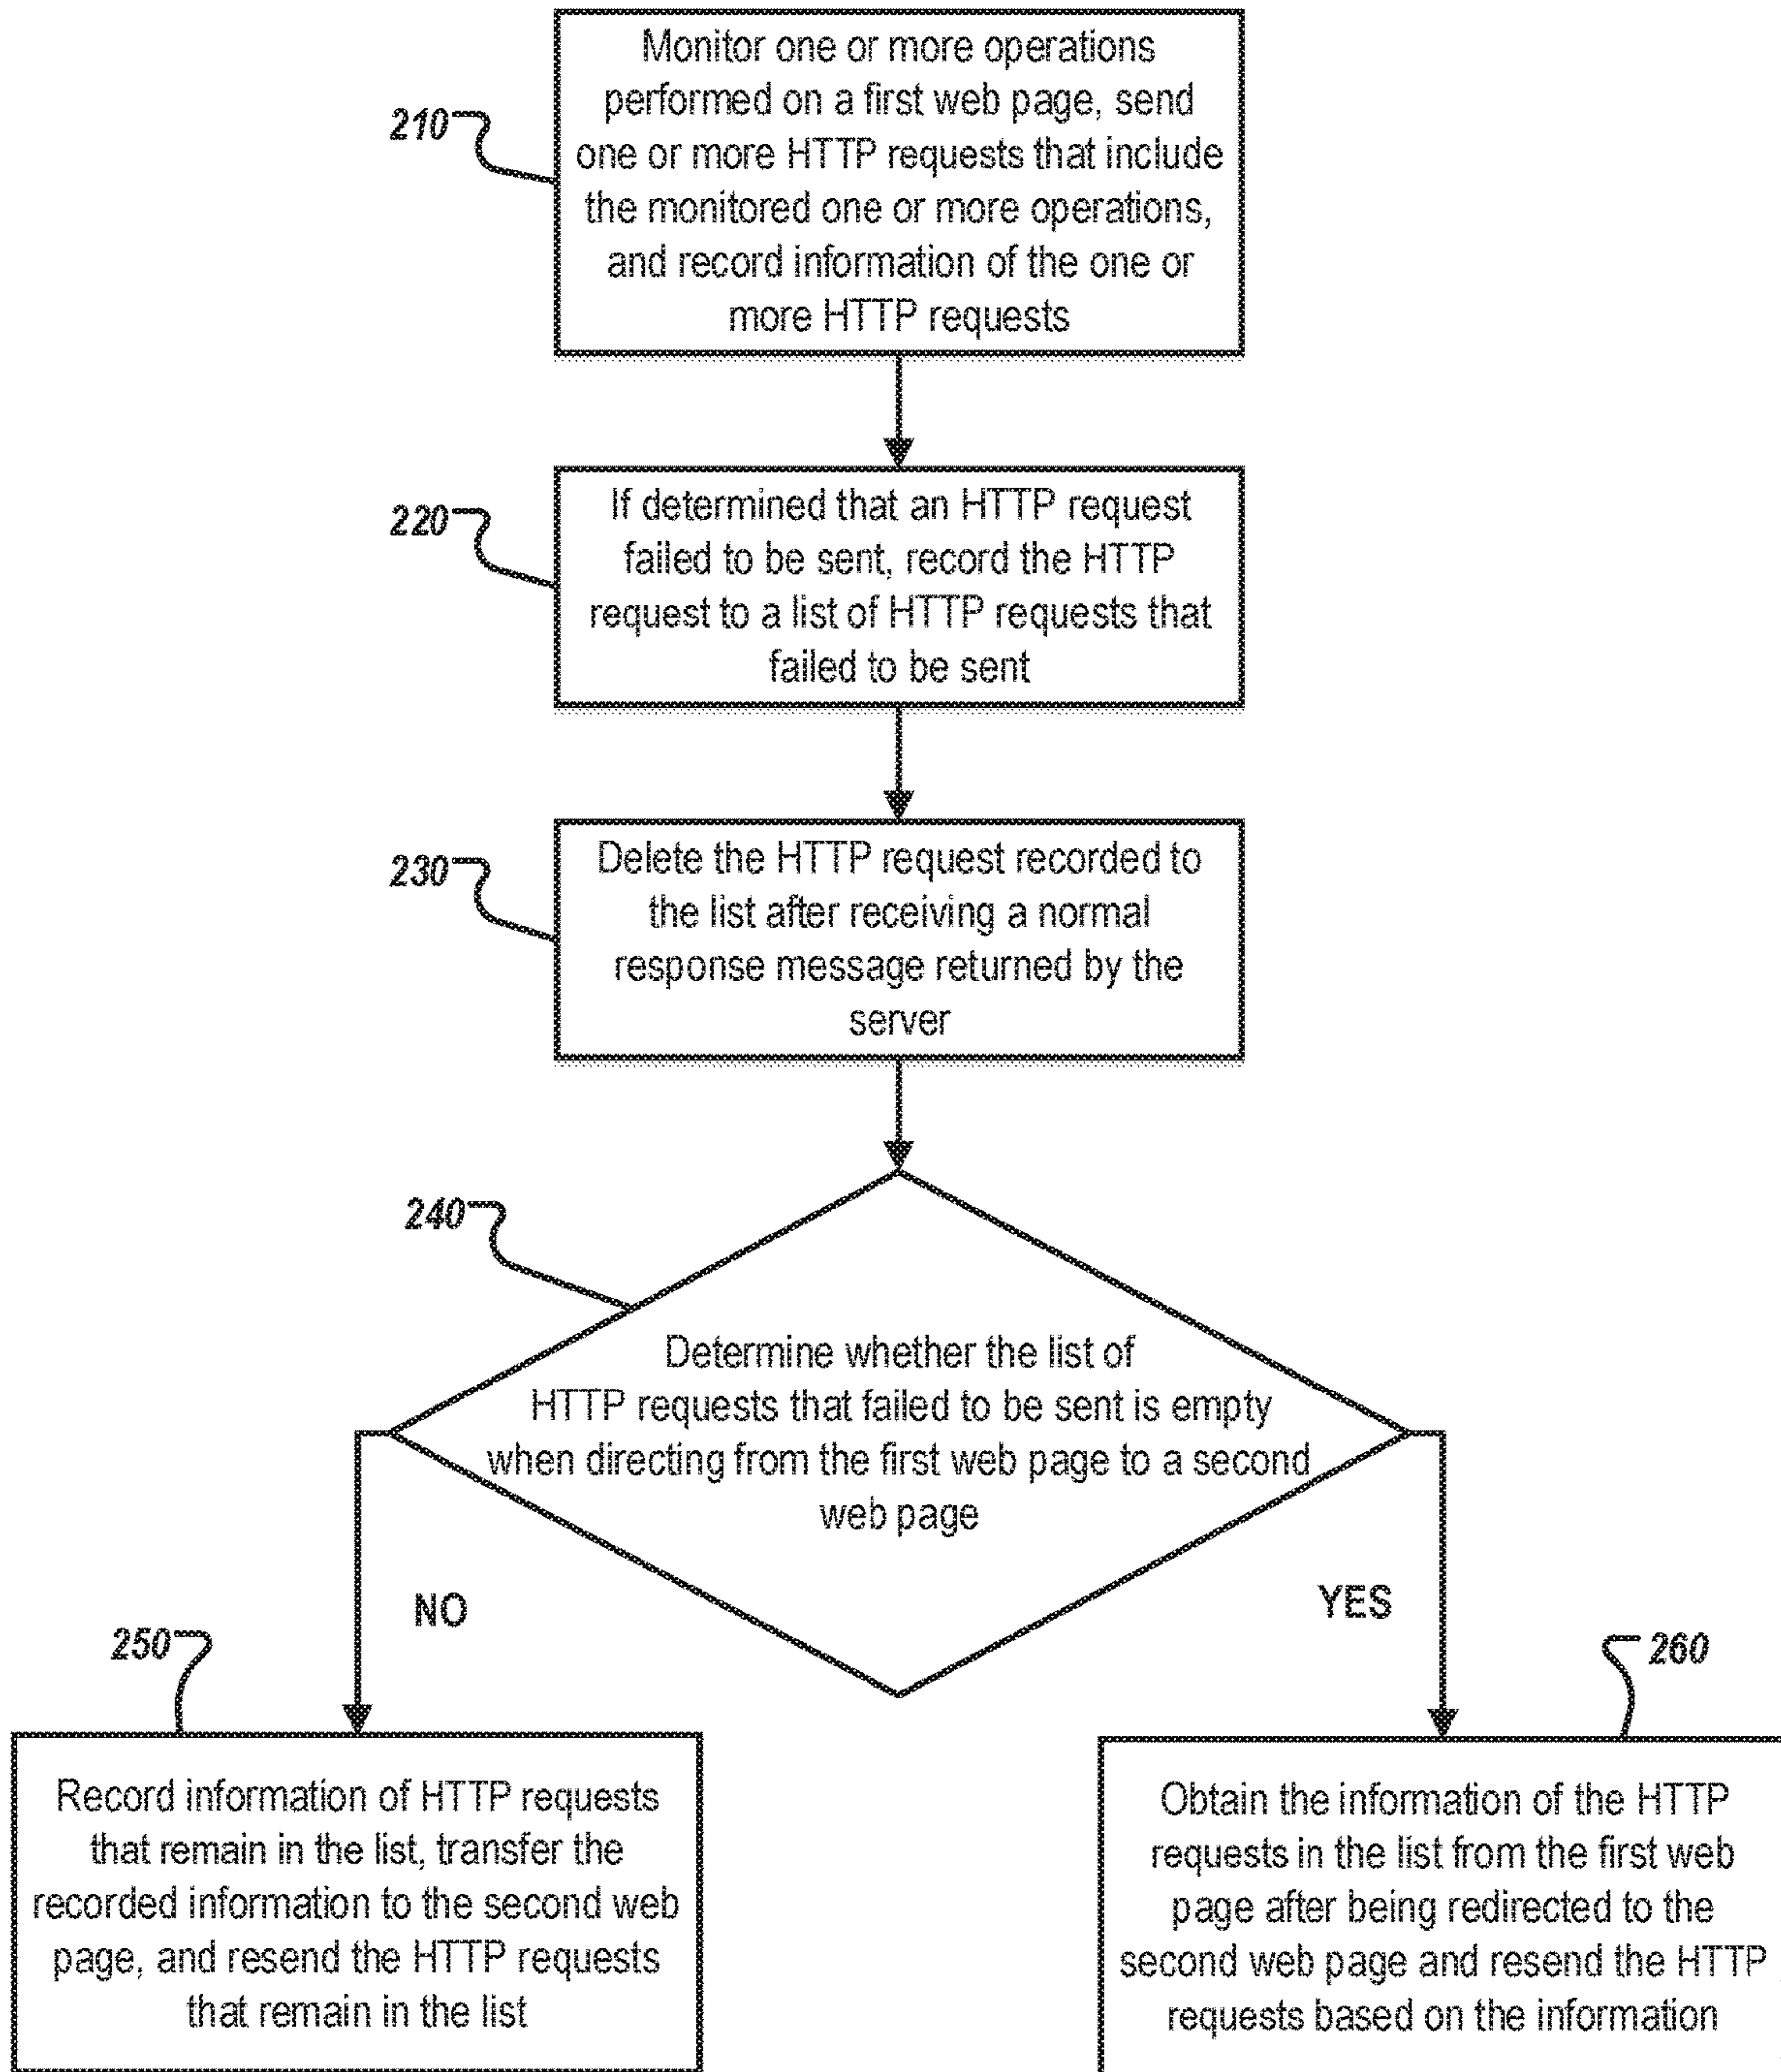 210
Monitor one or more operations
performed on a first web page, send
one or more HTTP requests that include
the monitored one or more operations,
and record information of the one or
more HTTP requests
220
If determined that an HTTP request
failed to be sent, record the HTTP
request to a list of HTTP requests that
failed to be sent
230
Delete the HTTP request recorded to
the list after receiving a normal
response message returned by the
server
240
Determine whether the list of
HTTP requests that failed to be sent is empty
when directing from the first web page to a second
web page
NO
YES
250
Record information of HTTP requests
that remain in the list, transfer the
recorded information to the second web
page, and resend the HTTP requests
that remain in the list
260
Obtain the information of the HTTP
requests in the list from the first web
page after being redirected to the
second web page and resend the HTTP
requests based on the information